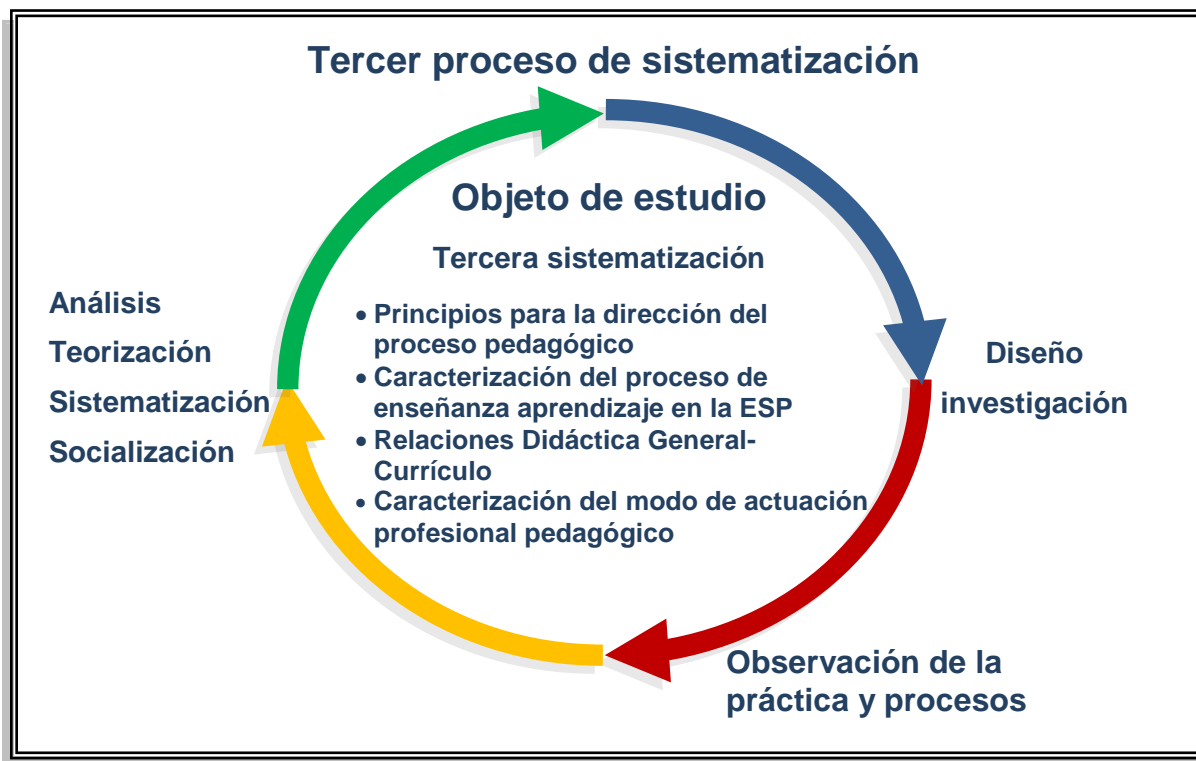 Tercer proceso de sistematización
Objeto de estudio
Tercera sistematización
• Principios para la dirección del
proceso pedagógico
• Caracterización del proceso de
enseñanza aprendizaje en la ESP
• Relaciones Didáctica General-
Currículo
• Caracterización del modo de actuación
profesional pedagógico
Análisis
Teorización
Sistematización
Socialización
Diseño
investigación
Observación de la
práctica y procesos